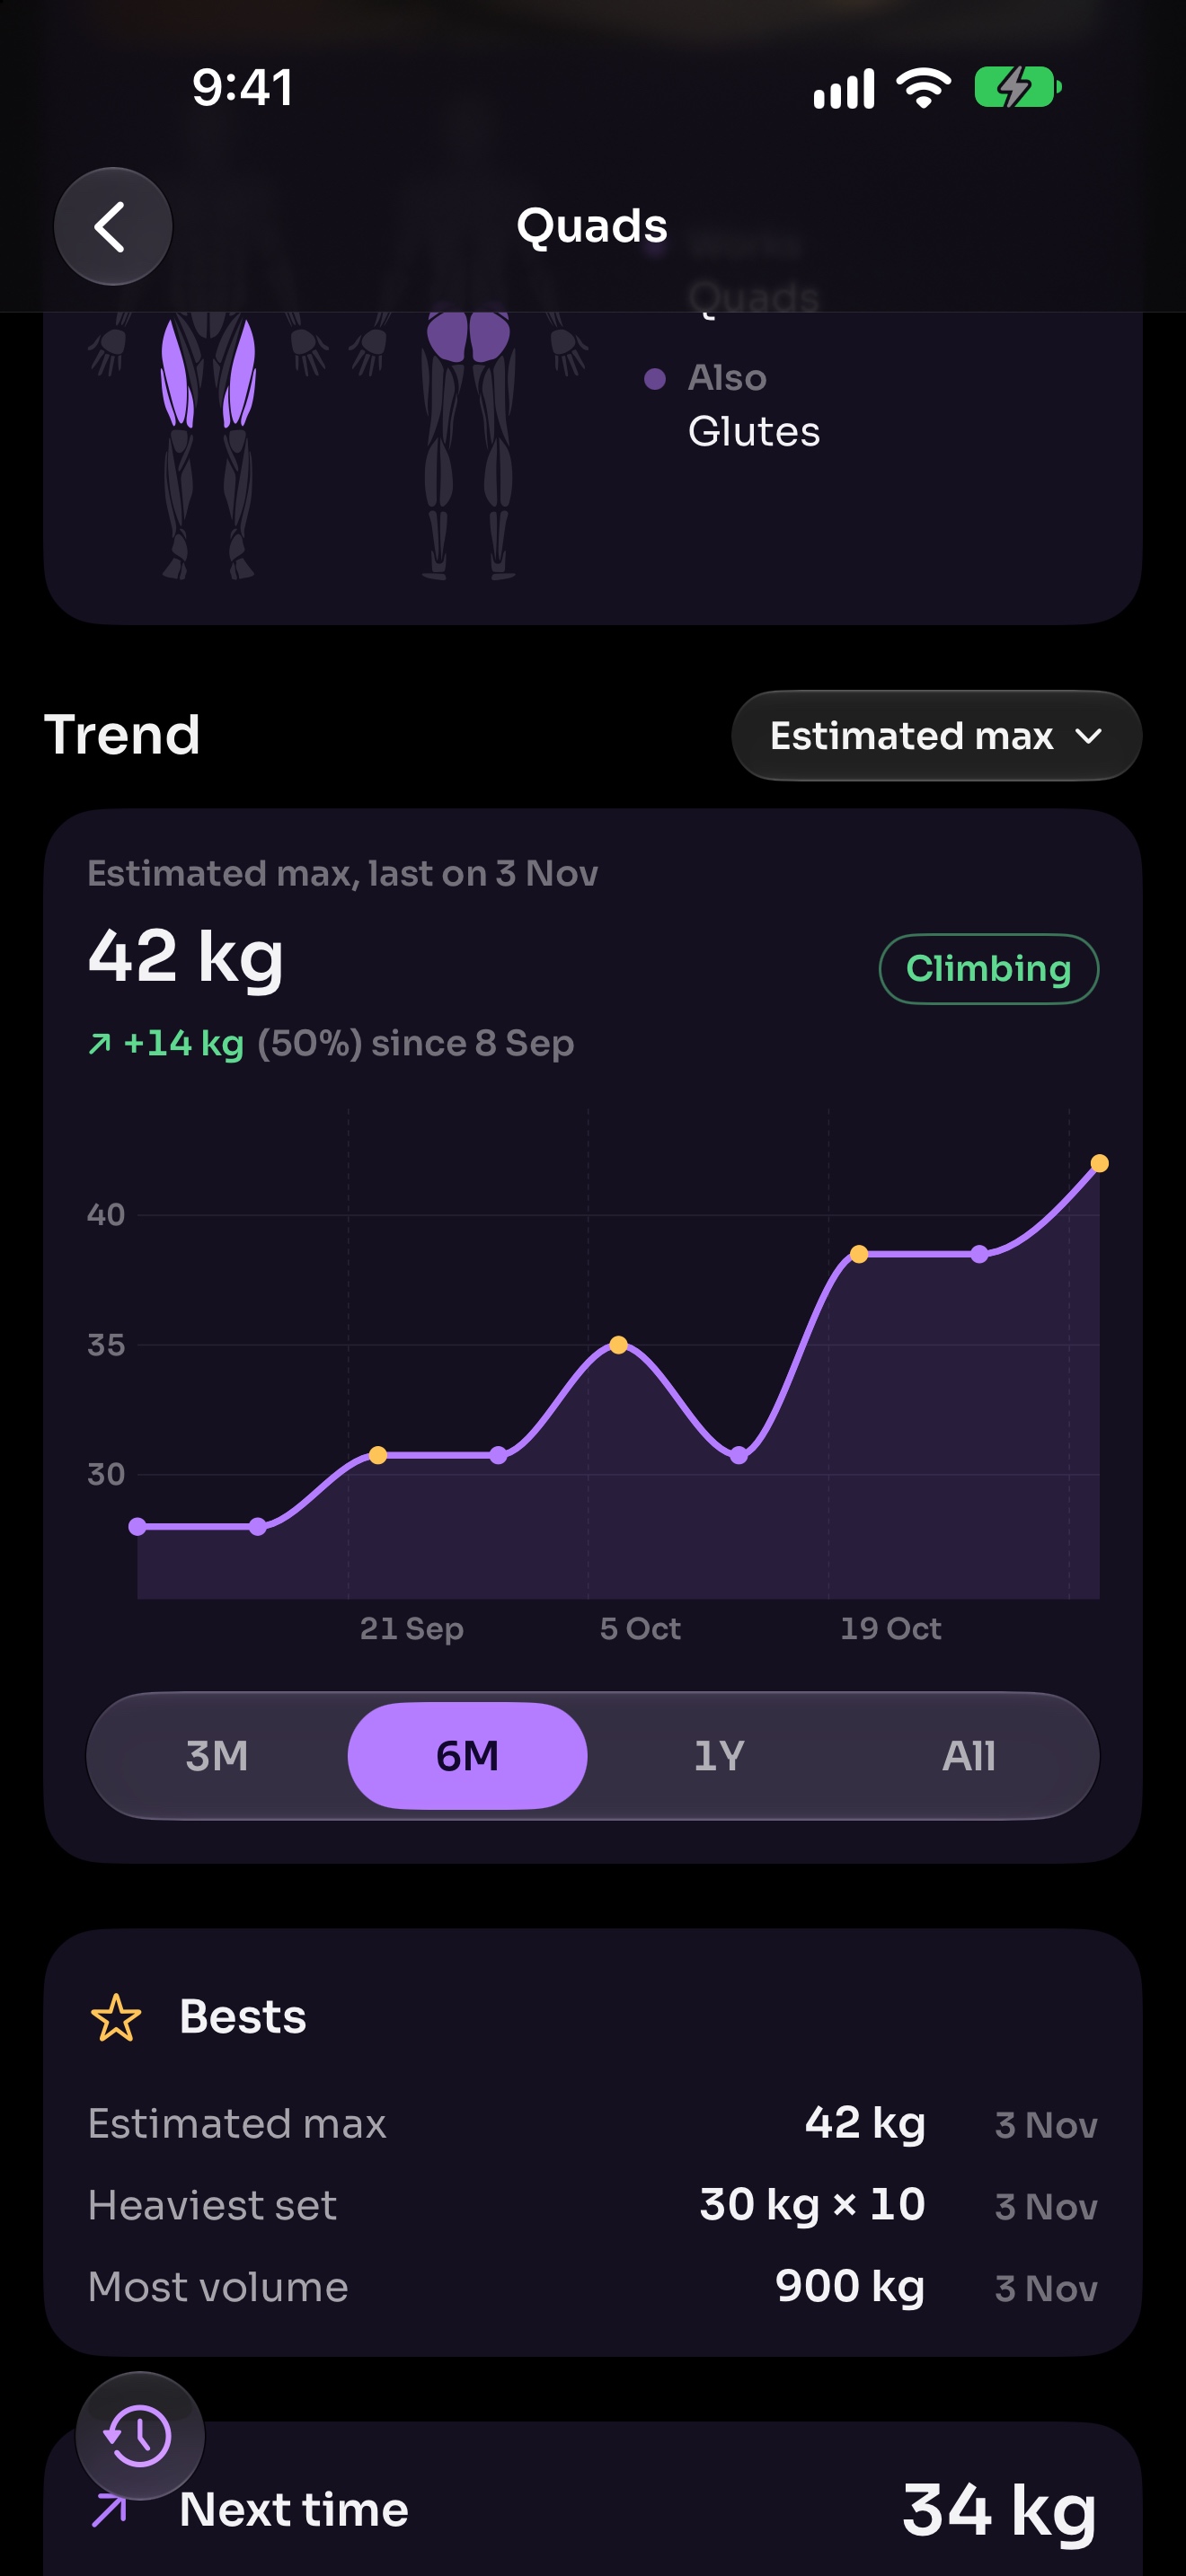 9:41
Quads
Works
Quads
Also
Glutes
Trend
Estimated max
Estimated max, last on 3 Nov
42 kg
Climbing
+14 kg (50%) since 8 Sep
40
35
30
21 Sep 5 Oct 19 Oct
3M 6M 1Y All
Bests
Estimated max 42 kg 3 Nov
Heaviest set 30 kg × 10 3 Nov
Most volume 900 kg 3 Nov
Next time 34 kg